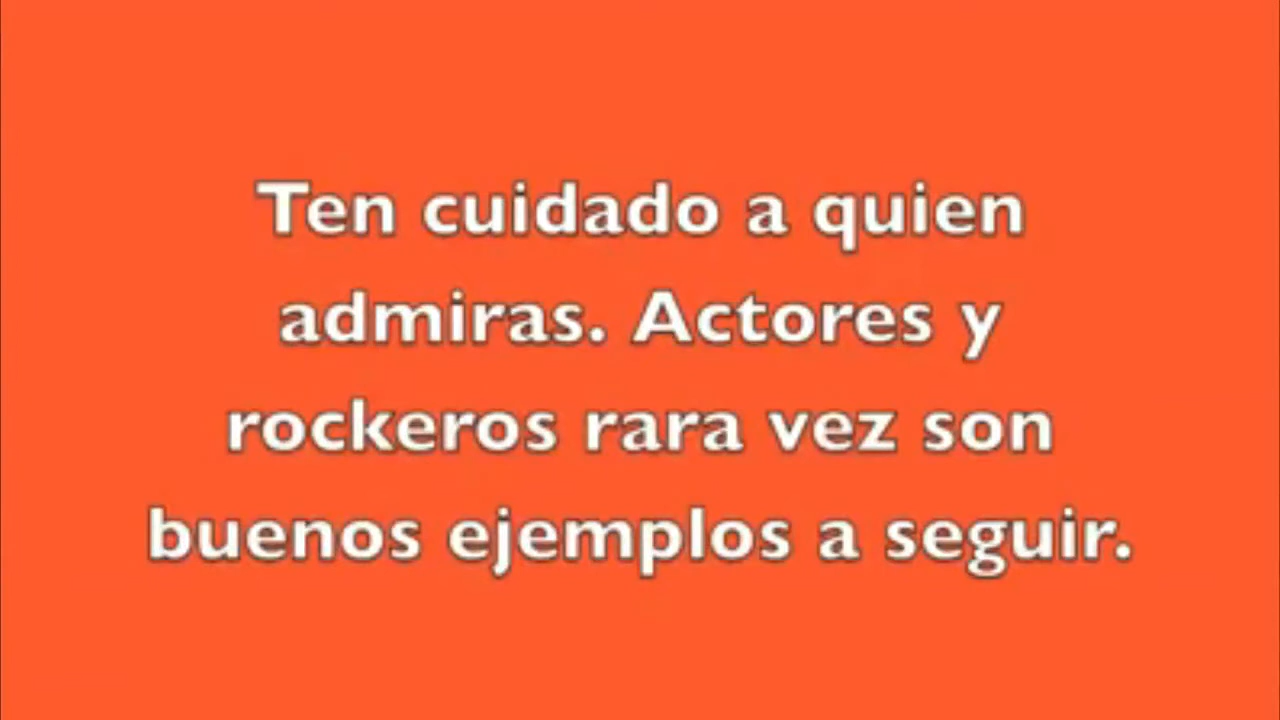 Ten cuidado a quien
admiras. Actores y
rockeros rara vez son
buenos ejemplos a seguir.